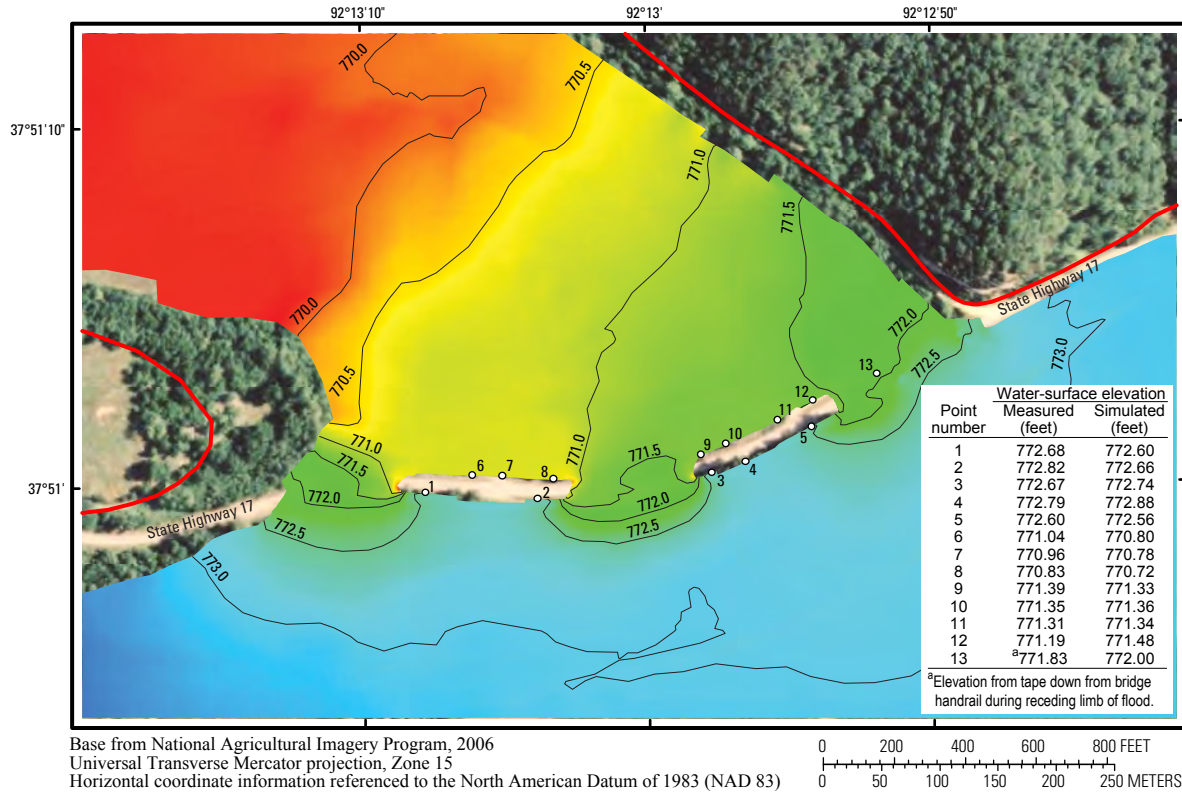 92°13'10"
92°13'
92°12'50"
37°51'10"
37°51'
770.0
770.5
771.0
771.5
770.0
772.0
773.0
772.5
State Highway 17
770.5
13
12
11
10
9
5
4
3
771.0
771.0
771.5
771.5
772.0
772.0
6
7
8
1
2
772.5
772.5
State Highway 17
773.0
Water-surface elevation
Point number Measured (feet) Simulated (feet)
1 772.68 772.60
2 772.82 772.66
3 772.67 772.74
4 772.79 772.88
5 772.60 772.56
6 771.04 770.80
7 770.96 770.78
8 770.83 770.72
9 771.39 771.33
10 771.35 771.36
11 771.31 771.34
12 771.19 771.48
13 a771.83 772.00
aElevation from tape down from bridge
handrail during receding limb of flood.
Base from National Agricultural Imagery Program, 2006
Universal Transverse Mercator projection, Zone 15
Horizontal coordinate information referenced to the North American Datum of 1983 (NAD 83)
0 200 400 600 800 FEET
0 50 100 150 200 250 METERS